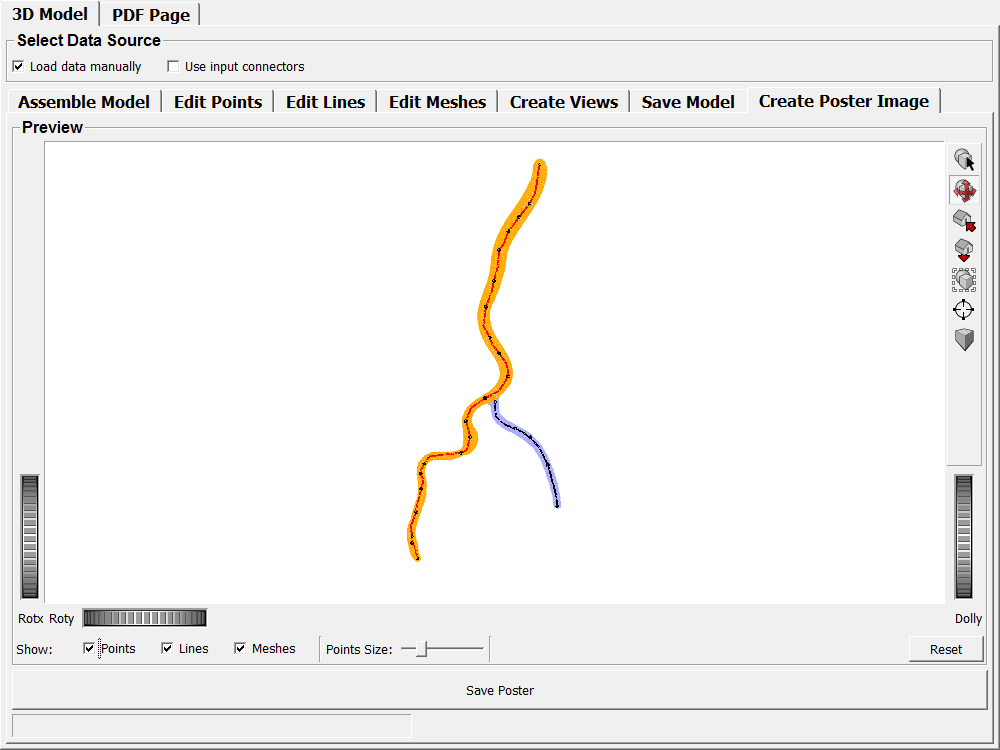 3D Model PDF Page
Select Data Source
Load data manually Use input connectors
Assemble Model Edit Points Edit Lines Edit Meshes Create Views Save Model Create Poster Image
Preview
Rotx Roty Dolly
Show: Points Lines Meshes Points Size: Reset
Save Poster